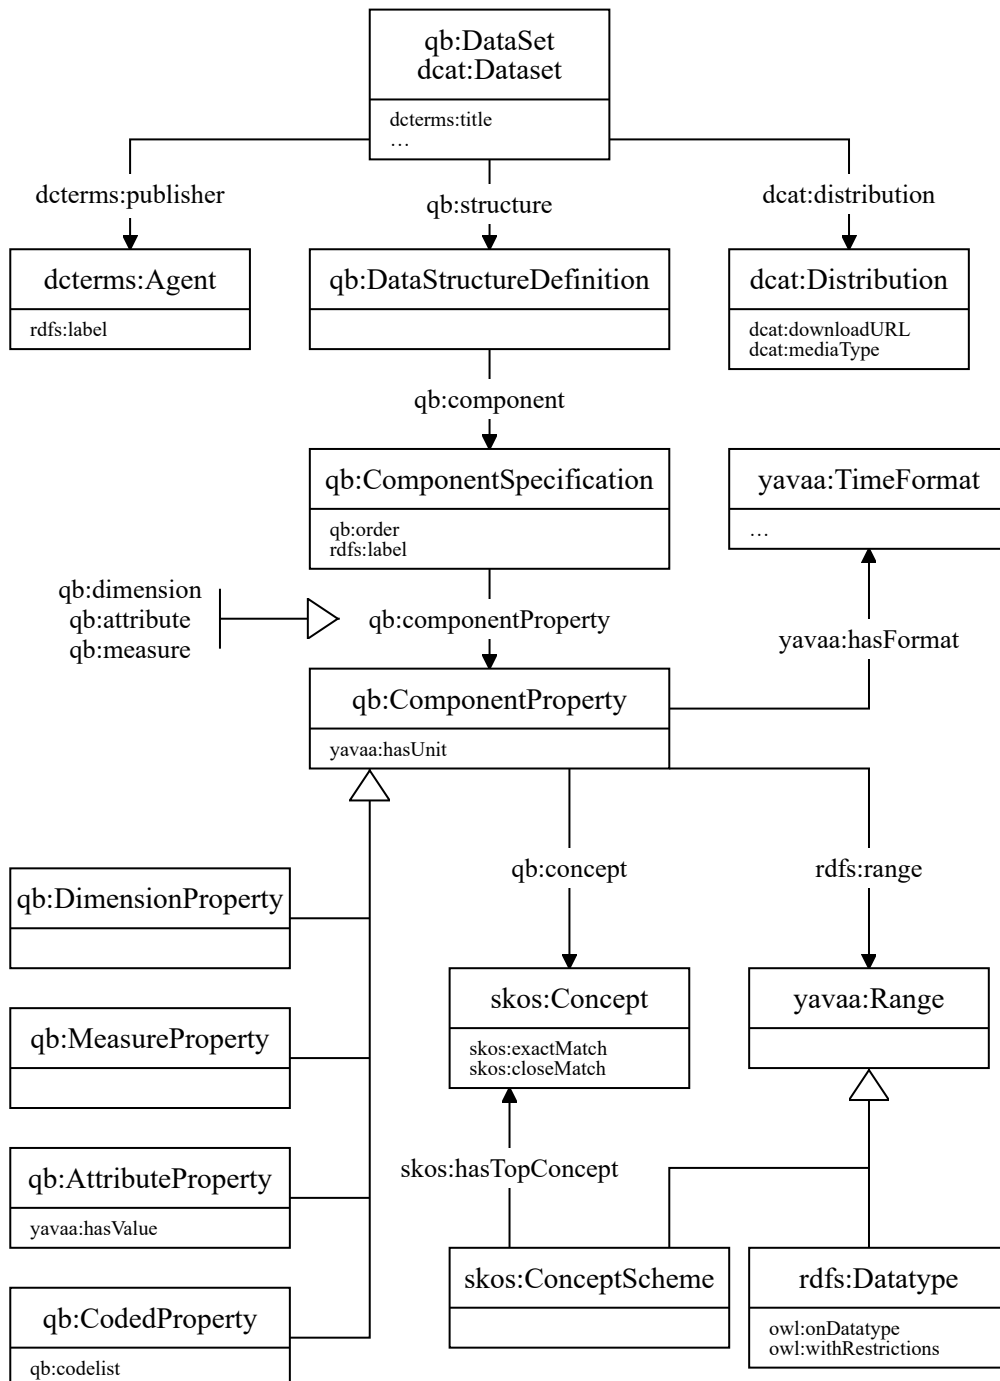 qb:DataSet
dcat:Dataset
dcterms:title
…
dcterms:publisher
qb:structure
dcat:distribution
dcterms:Agent
rdfs:label
qb:DataStructureDefinition
dcat:Distribution
dcat:downloadURL
dcat:mediaType
qb:component
qb:ComponentSpecification
qb:order
rdfs:label
yavaa:TimeFormat
…
qb:dimension
qb:attribute
qb:measure
qb:componentProperty
yavaa:hasFormat
qb:ComponentProperty
yavaa:hasUnit
qb:concept
rdfs:range
qb:DimensionProperty
skos:Concept
skos:exactMatch
skos:closeMatch
yavaa:Range
qb:MeasureProperty
skos:hasTopConcept
qb:AttributeProperty
yavaa:hasValue
skos:ConceptScheme
rdfs:Datatype
owl:onDatatype
owl:withRestrictions
qb:CodedProperty
qb:codelist